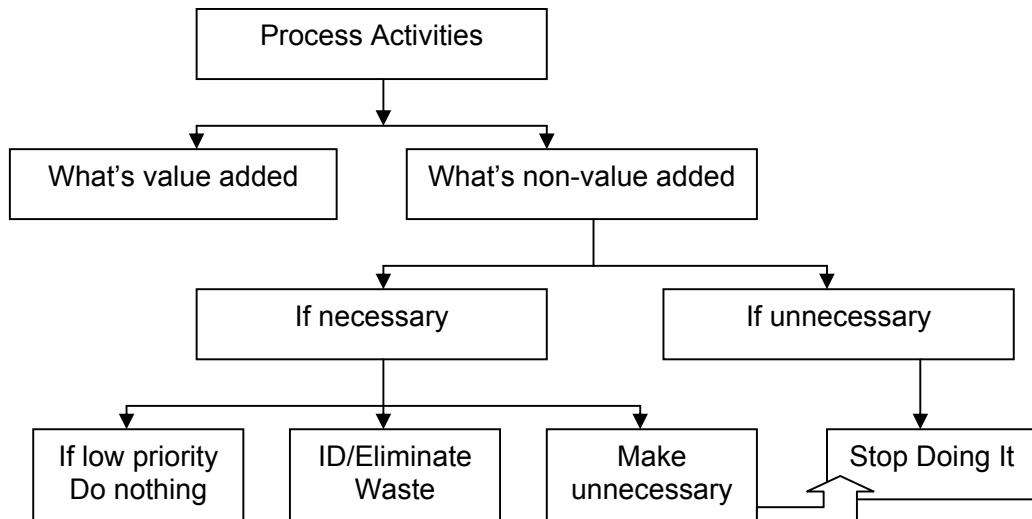 Process Activities
What’s value added
What’s non-value added
If necessary
If unnecessary
If low priority
Do nothing
ID/Eliminate
Waste
Make
unnecessary
Stop Doing It